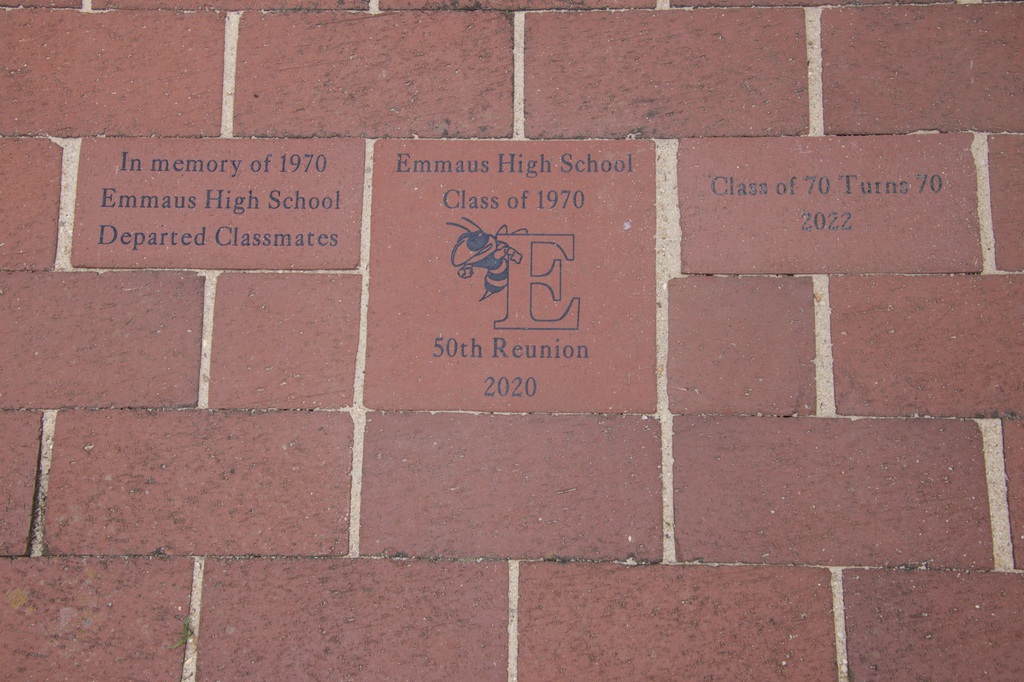 In memory of 1970
Emmaus High School
Departed Classmates
Emmaus High School
Class of 1970
E
50th Reunion
2020
Class of 70 Turns 70
2022